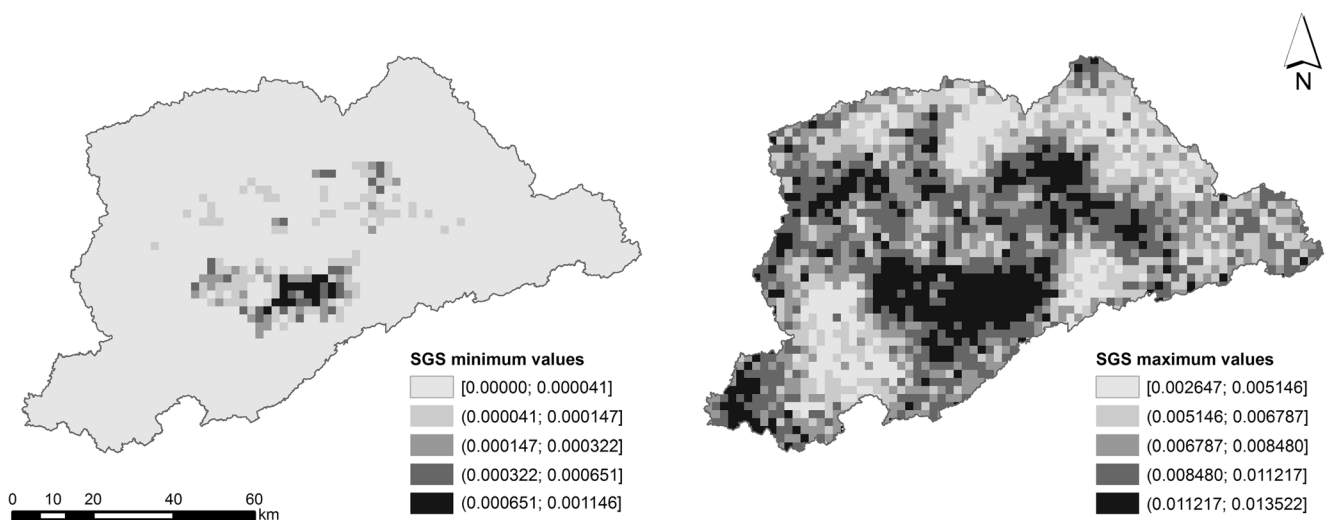 N
SGS minimum values
[0.00000; 0.000041]
(0.000041; 0.000147]
(0.000147; 0.000322]
(0.000322; 0.000651]
(0.000651; 0.001146]
0 10 20 40 60
km
SGS maximum values
[0.002647; 0.005146]
(0.005146; 0.006787]
(0.006787; 0.008480]
(0.008480; 0.011217]
(0.011217; 0.013522]